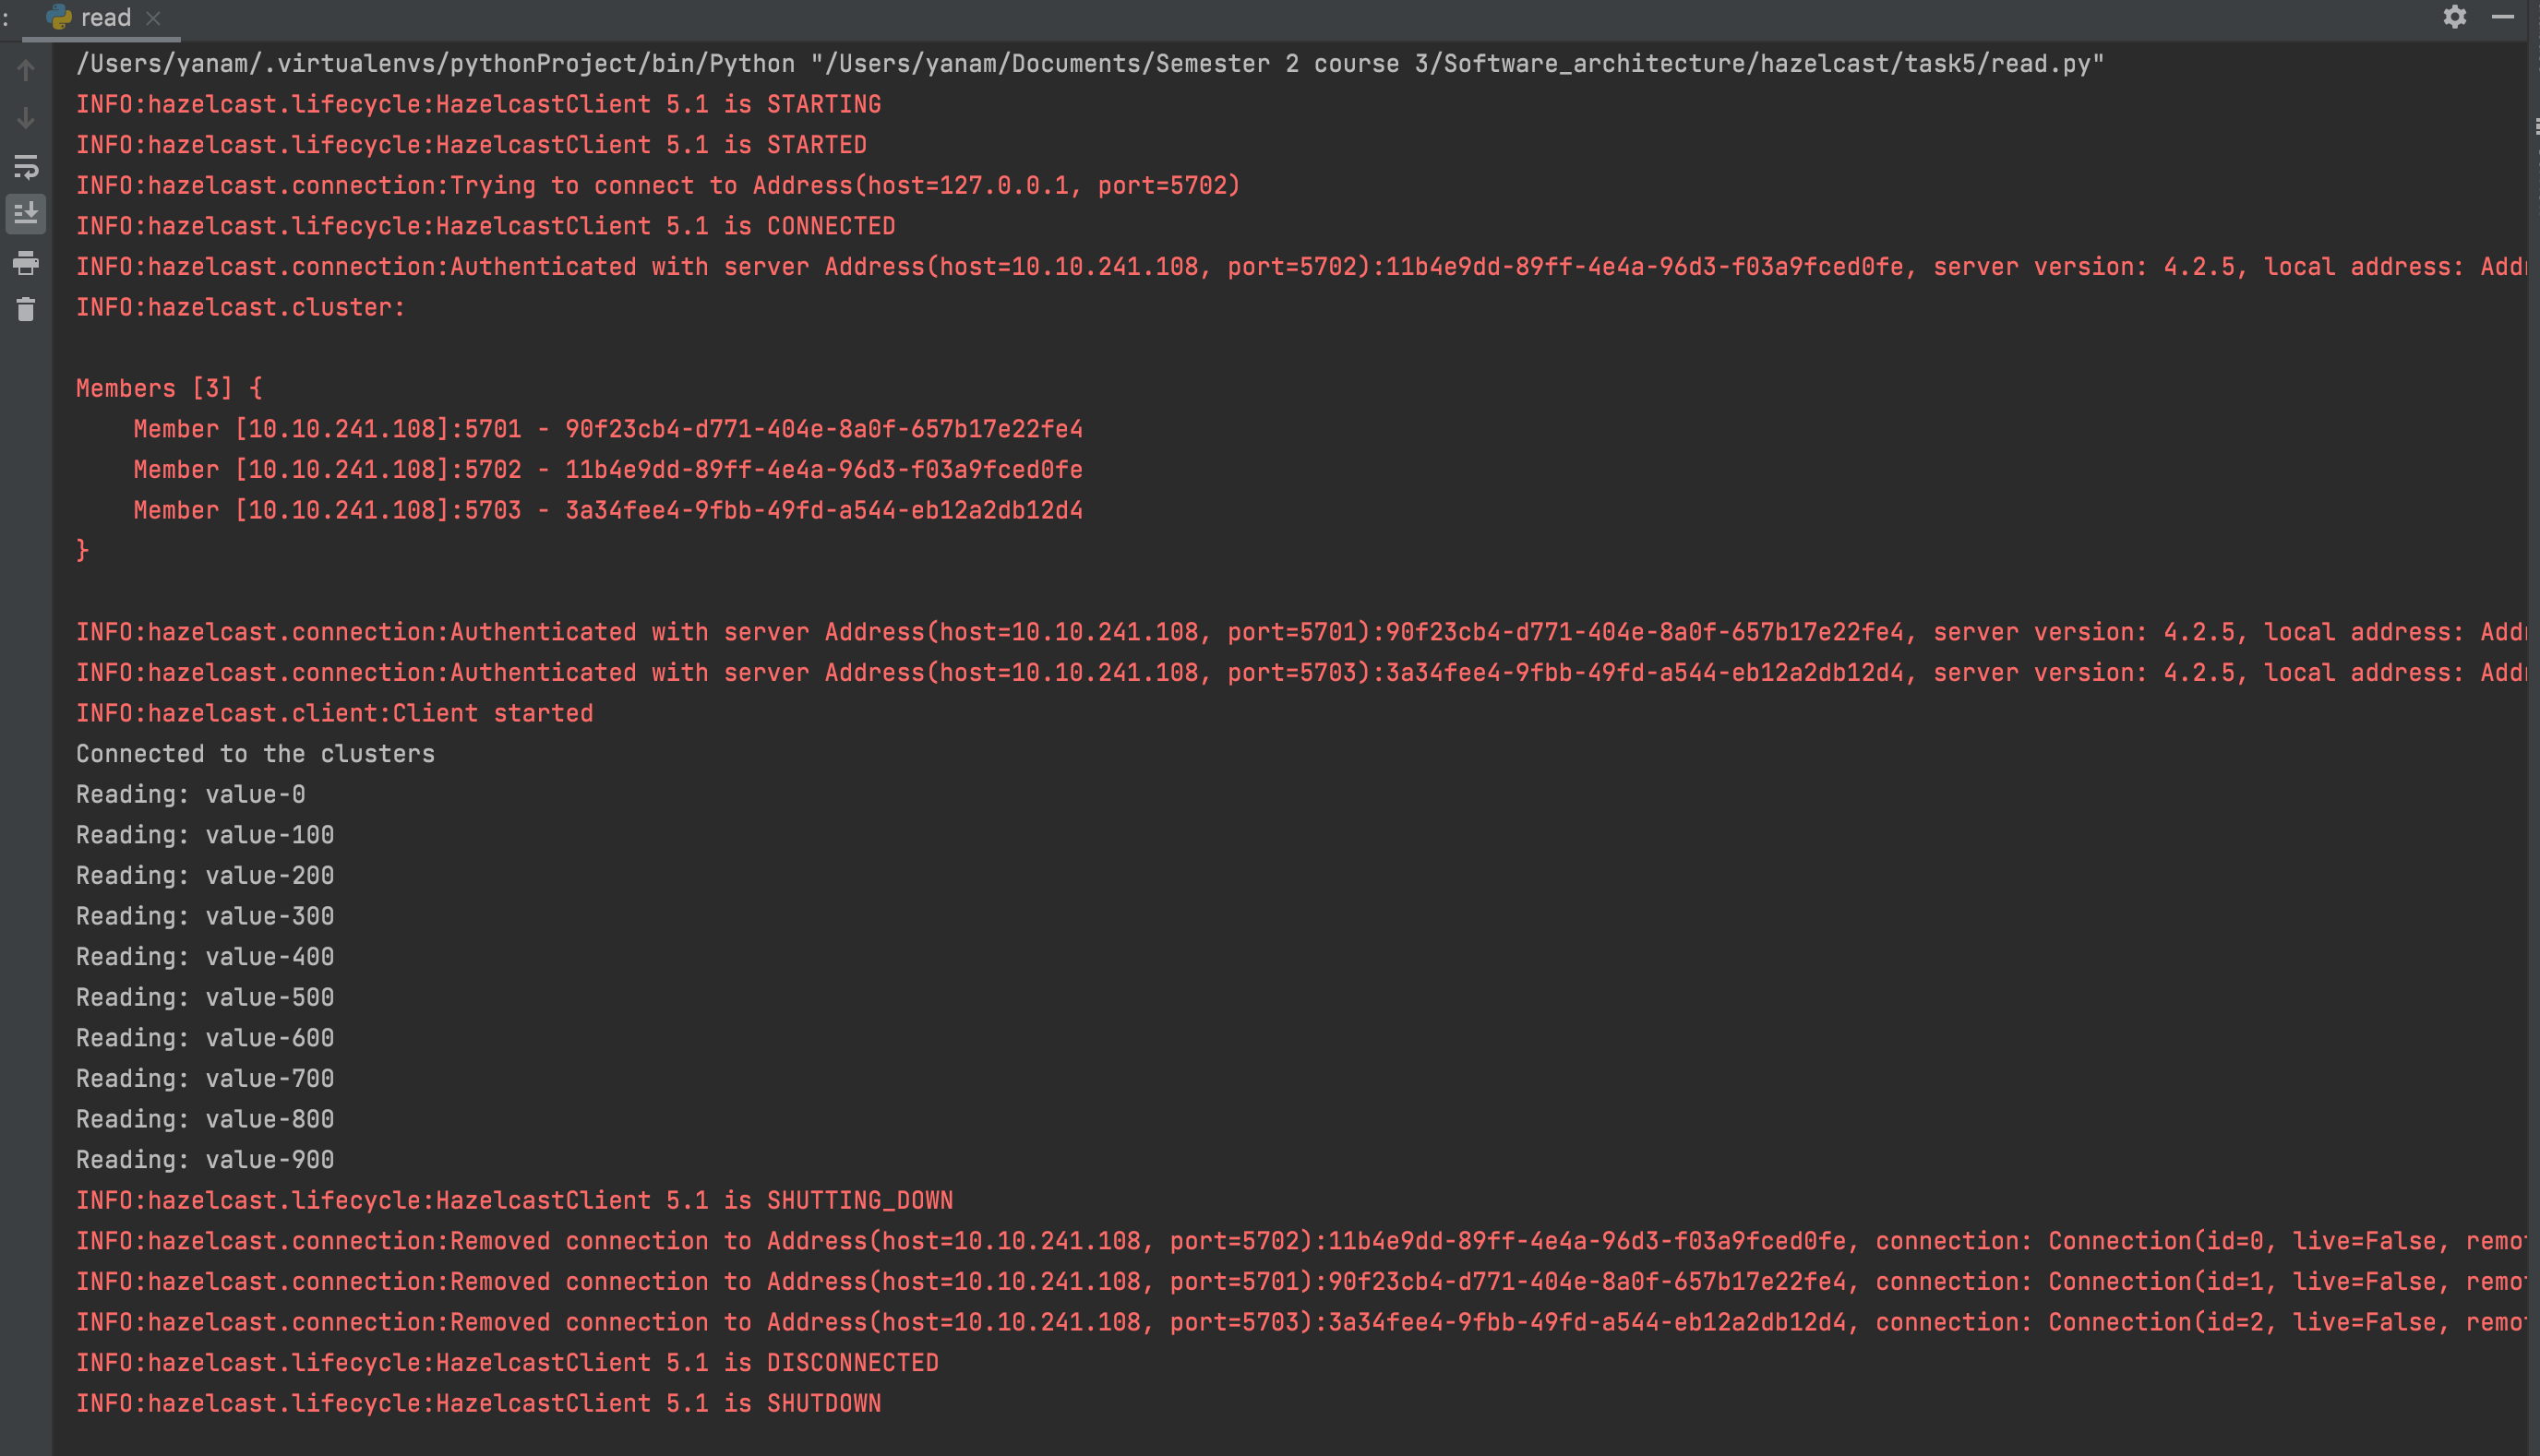 : read
/Users/yanam/.virtualenvs/pythonProject/bin/Python "/Users/yanam/Documents/Semester 2 course 3/Software_architecture/hazelcast/task5/read.py"
INFO:hazelcast.lifecycle:HazelcastClient 5.1 is STARTING
INFO:hazelcast.lifecycle:HazelcastClient 5.1 is STARTED
INFO:hazelcast.connection:Trying to connect to Address(host=127.0.0.1, port=5702)
INFO:hazelcast.lifecycle:HazelcastClient 5.1 is CONNECTED
INFO:hazelcast.connection:Authenticated with server Address(host=10.10.241.108, port=5702):11b4e9dd-89ff-4e4a-96d3-f03a9fced0fe, server version: 4.2.5, local address: Add
INFO:hazelcast.cluster:
Members [3] {
Member [10.10.241.108]:5701 - 90f23cb4-d771-404e-8a0f-657b17e22fe4
Member [10.10.241.108]:5702 - 11b4e9dd-89ff-4e4a-96d3-f03a9fced0fe
Member [10.10.241.108]:5703 - 3a34fee4-9fbb-49fd-a544-eb12a2db12d4
}
INFO:hazelcast.connection:Authenticated with server Address(host=10.10.241.108, port=5701):90f23cb4-d771-404e-8a0f-657b17e22fe4, server version: 4.2.5, local address: Add
INFO:hazelcast.connection:Authenticated with server Address(host=10.10.241.108, port=5703):3a34fee4-9fbb-49fd-a544-eb12a2db12d4, server version: 4.2.5, local address: Add
INFO:hazelcast.client:Client started
Connected to the clusters
Reading: value-0
Reading: value-100
Reading: value-200
Reading: value-300
Reading: value-400
Reading: value-500
Reading: value-600
Reading: value-700
Reading: value-800
Reading: value-900
INFO:hazelcast.lifecycle:HazelcastClient 5.1 is SHUTTING_DOWN
INFO:hazelcast.connection:Removed connection to Address(host=10.10.241.108, port=5702):11b4e9dd-89ff-4e4a-96d3-f03a9fced0fe, connection: Connection(id=0, live=False, remo
INFO:hazelcast.connection:Removed connection to Address(host=10.10.241.108, port=5701):90f23cb4-d771-404e-8a0f-657b17e22fe4, connection: Connection(id=1, live=False, remo
INFO:hazelcast.connection:Removed connection to Address(host=10.10.241.108, port=5703):3a34fee4-9fbb-49fd-a544-eb12a2db12d4, connection: Connection(id=2, live=False, remo
INFO:hazelcast.lifecycle:HazelcastClient 5.1 is DISCONNECTED
INFO:hazelcast.lifecycle:HazelcastClient 5.1 is SHUTDOWN